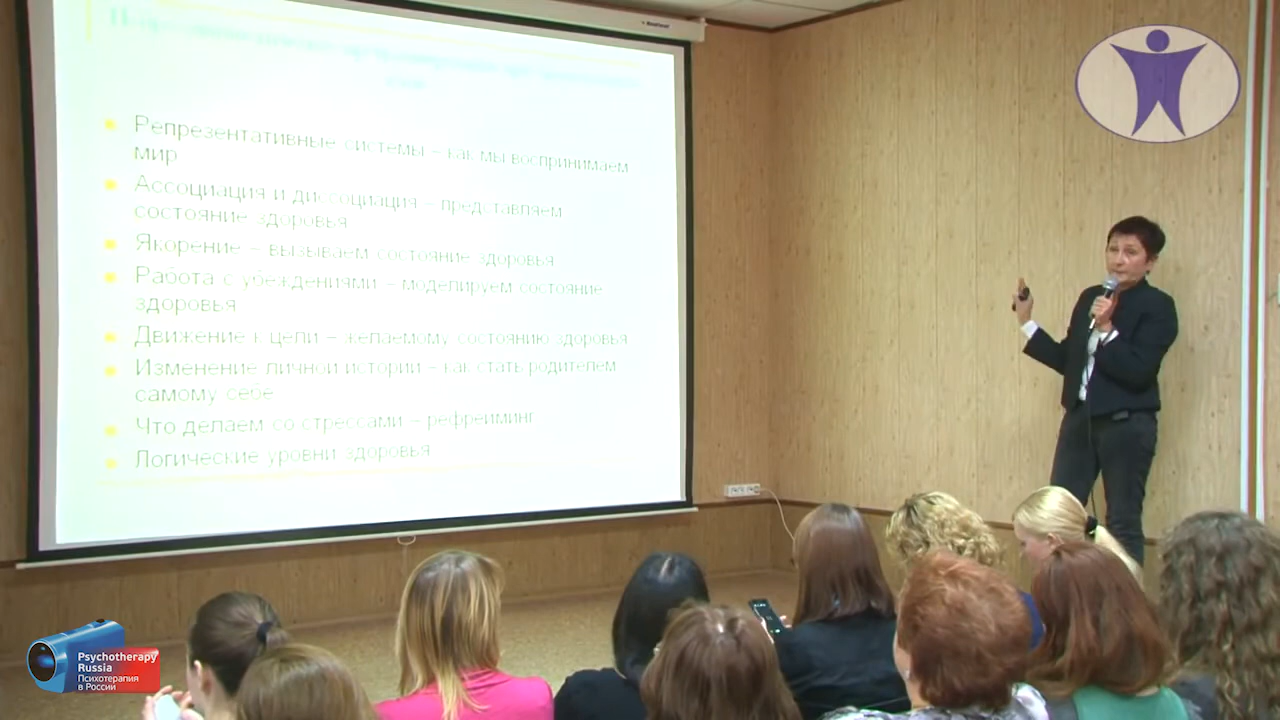 Репрезентативные системы – как мы воспринимаем
мир
Ассоциация и диссоциация – представляем
состояние здоровья
Якорение – вызываем состояние здоровья
Работа с убеждениями – моделируем состояние
здоровья
Движение к цели – желаемому состоянию здоровья
Изменение личной истории – как стать родителем
самому себе
Что делаем со стрессами – рефрейминг
Логические уровни здоровья
Psychotherapy
Russia
Психотерапия
в России